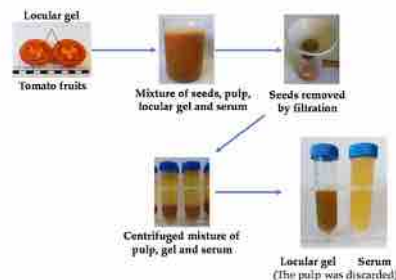 Locular gel
Tomato fruits
Mixture of seeds, pulp,
locular gel and serum
Seeds removed
by filtration
Centrifuged mixture of
pulp, gel and serum
Locular gel
Serum
(The pulp was discarded)